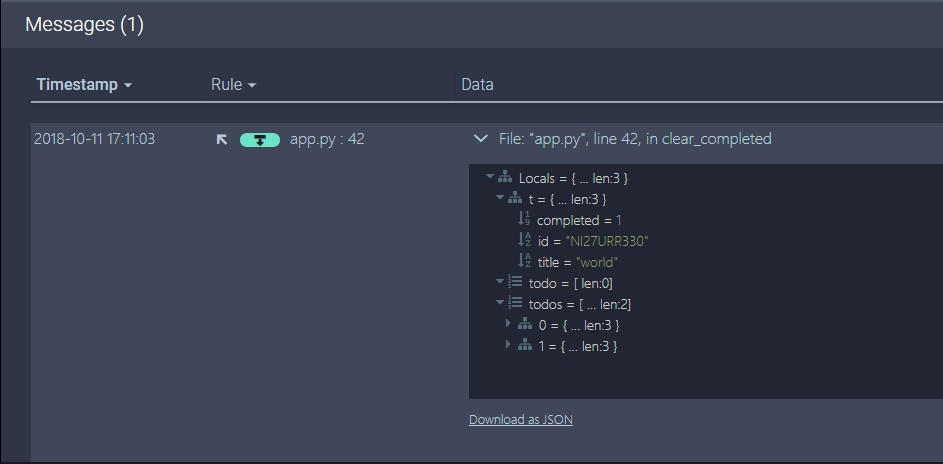 Messages (1)
Timestamp Rule Data
2018-10-11 17:11:03 app.py : 42 File: "app.py", line 42, in clear_completed
Locals = { ... len:3 }
t = { ... len:3 }
completed = 1
id = "NI27URR330"
title = "world"
todo = [ len:0]
todos = [ ... len:2]
0 = { ... len:3 }
1 = { ... len:3 }
Download as JSON